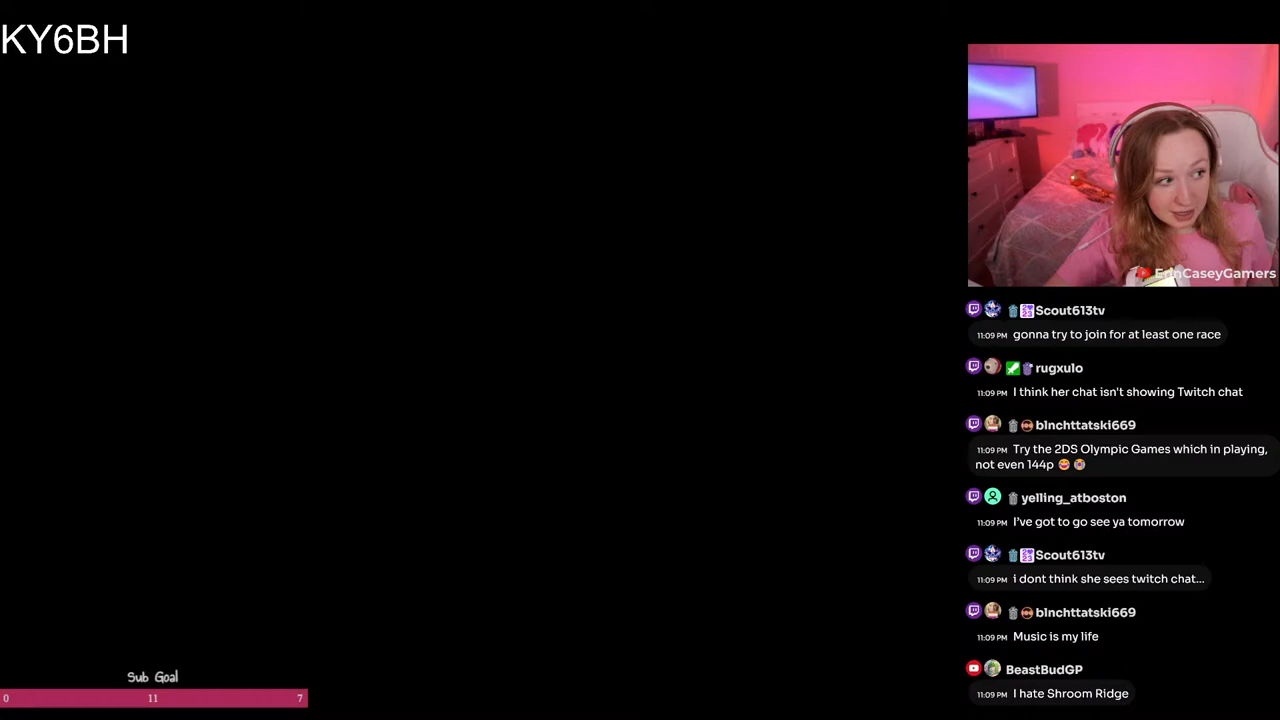 KY6BH
ErinCaseyGamers
Scout613tv
11:09 PM gonna try to join for at least one race
rugxulo
11:09 PM I think her chat isn't showing Twitch chat
blnchttatski669
11:09 PM Try the 2DS Olympic Games which in playing,
not even 144p
yelling_atboston
11:09 PM I've got to go see ya tomorrow
Scout613tv
11:09 PM i dont think she sees twitch chat...
blnchttatski669
11:09 PM Music is my life
BeastBudGP
11:09 PM I hate Shroom Ridge
Sub Goal
0 11 7